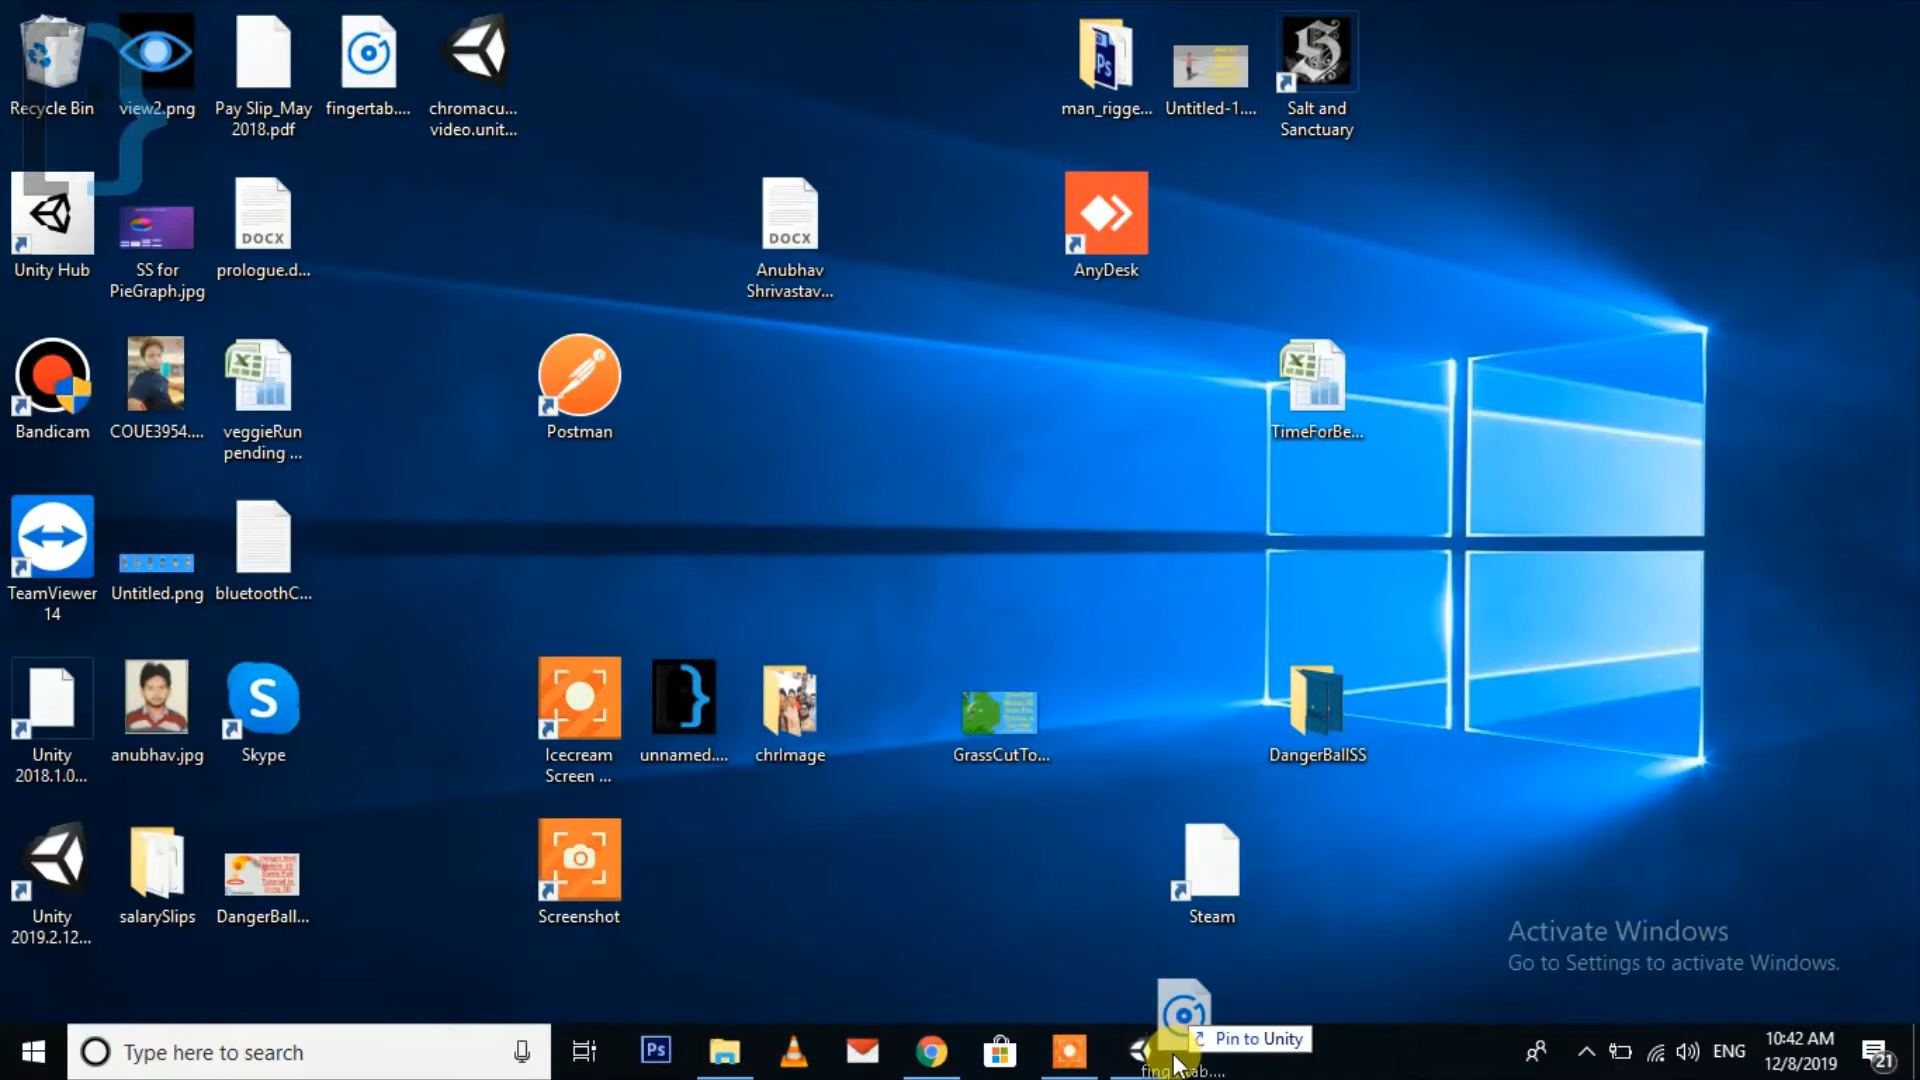 Recycle Bin
view2.png
Pay Slip_May
2018.pdf
fingertab....
chromacu...
video.unit...
man_rigge...
Untitled-1....
Salt and
Sanctuary
Unity Hub
SS for
PieGraph.jpg
DOCX
prologue.d...
DOCX
Anubhav
Shrivastav...
AnyDesk
Bandicam
COUE3954....
veggieRun
pending ...
Postman
TimeForBe...
TeamViewer
14
Untitled.png
bluetoothC...
Unity
2018.1.0...
anubhav.jpg
Skype
Icecream
Screen ...
unnamed....
chrImage
GrassCutTo...
DangerBallSS
Unity
2019.2.12...
salarySlips
DangerBall...
Screenshot
Steam
Activate Windows
Go to Settings to activate Windows.
Pin to Unity
Type here to search
Ps
ENG
10:42 AM
12/8/2019
21